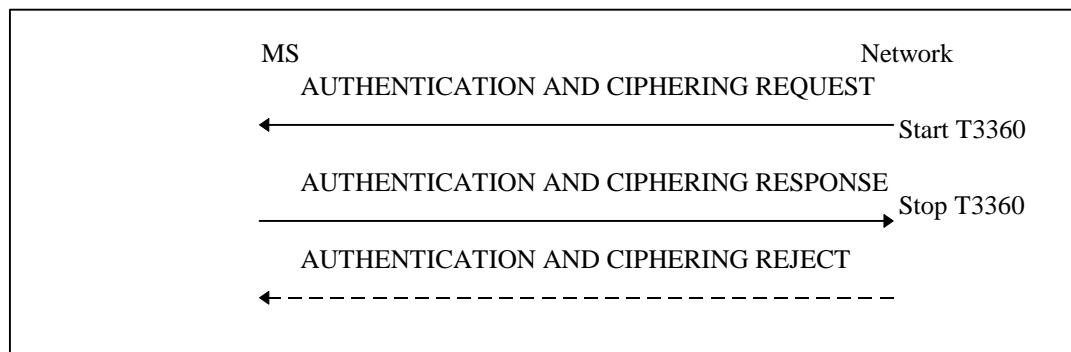 MS Network
AUTHENTICATION AND CIPHERING REQUEST
Start T3360
AUTHENTICATION AND CIPHERING RESPONSE
Stop T3360
AUTHENTICATION AND CIPHERING REJECT